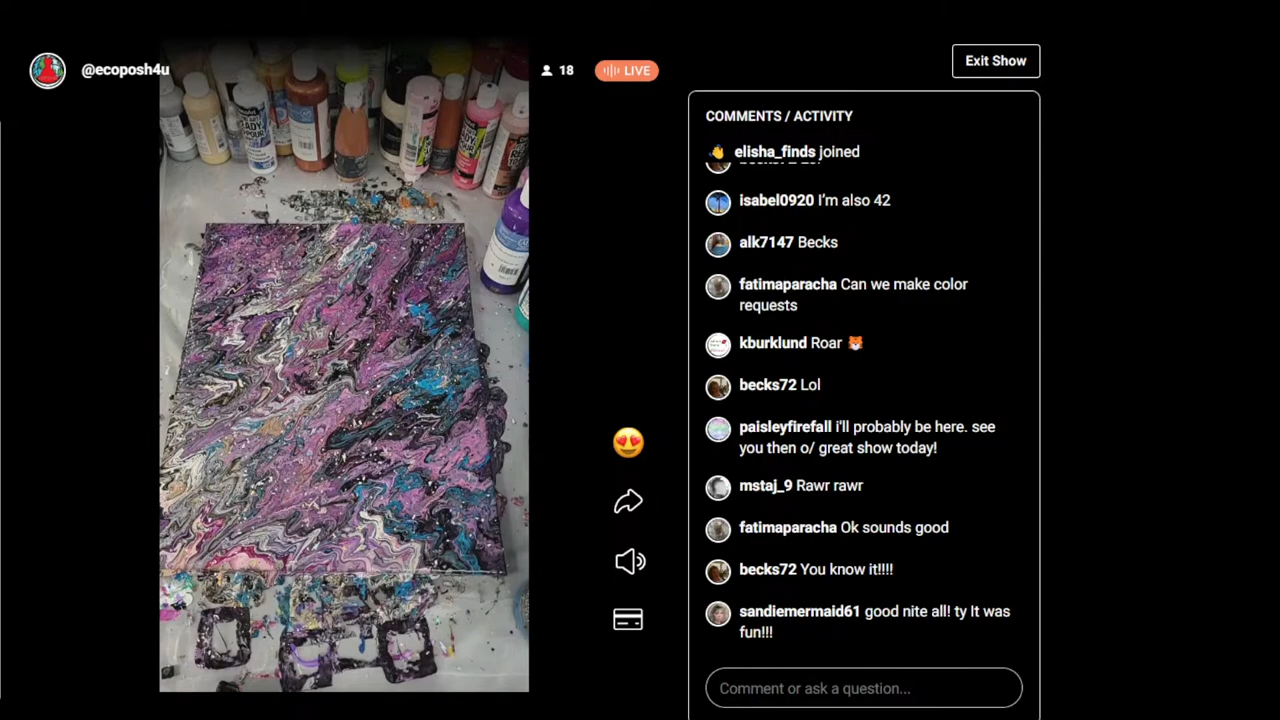 @ecoposh4u
18
LIVE
Exit Show
COMMENTS / ACTIVITY
elisha_finds joined
isabel0920 I'm also 42
alk7147 Becks
fatimaparacha Can we make color
requests
kburklund Roar 🐯
becks72 Lol
paisleyfirefall i'll probably be here. see
you then o/ great show today!
mstaj_9 Rawr rawr
fatimaparacha Ok sounds good
becks72 You know it!!!!
sandiemermaid61 good nite all! ty It was
fun!!!
Comment or ask a question...